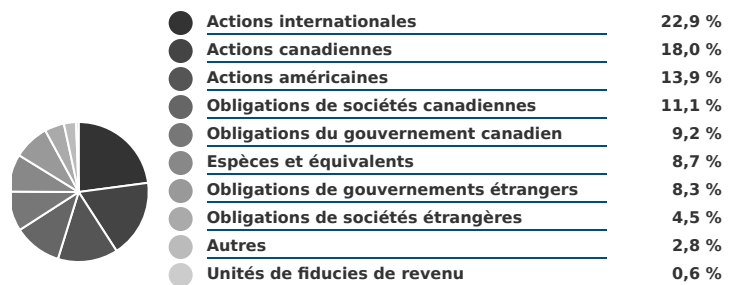 Actions internationales 22,9 %
Actions canadiennes 18,0 %
Actions américaines 13,9 %
Obligations de sociétés canadiennes 11,1 %
Obligations du gouvernement canadien 9,2 %
Espèces et équivalents 8,7 %
Obligations de gouvernements étrangers 8,3 %
Obligations de sociétés étrangères 4,5 %
Autres 2,8 %
Unités de fiducies de revenu 0,6 %